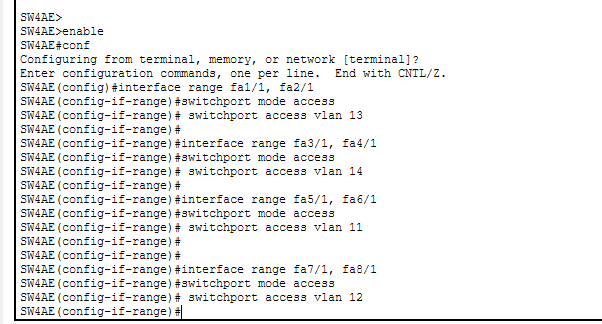 SW4AE>
SW4AE>enable
SW4AE#conf
Configuring from terminal, memory, or network [terminal]?
Enter configuration commands, one per line.  End with CNTL/Z.
SW4AE(config)#interface range fa1/1, fa2/1
SW4AE(config-if-range)#switchport mode access
SW4AE(config-if-range)# switchport access vlan 13
SW4AE(config-if-range)#
SW4AE(config-if-range)#interface range fa3/1, fa4/1
SW4AE(config-if-range)#switchport mode access
SW4AE(config-if-range)# switchport access vlan 14
SW4AE(config-if-range)#
SW4AE(config-if-range)#interface range fa5/1, fa6/1
SW4AE(config-if-range)#switchport mode access
SW4AE(config-if-range)# switchport access vlan 11
SW4AE(config-if-range)#
SW4AE(config-if-range)#
SW4AE(config-if-range)#interface range fa7/1, fa8/1
SW4AE(config-if-range)#switchport mode access
SW4AE(config-if-range)# switchport access vlan 12
SW4AE(config-if-range)#